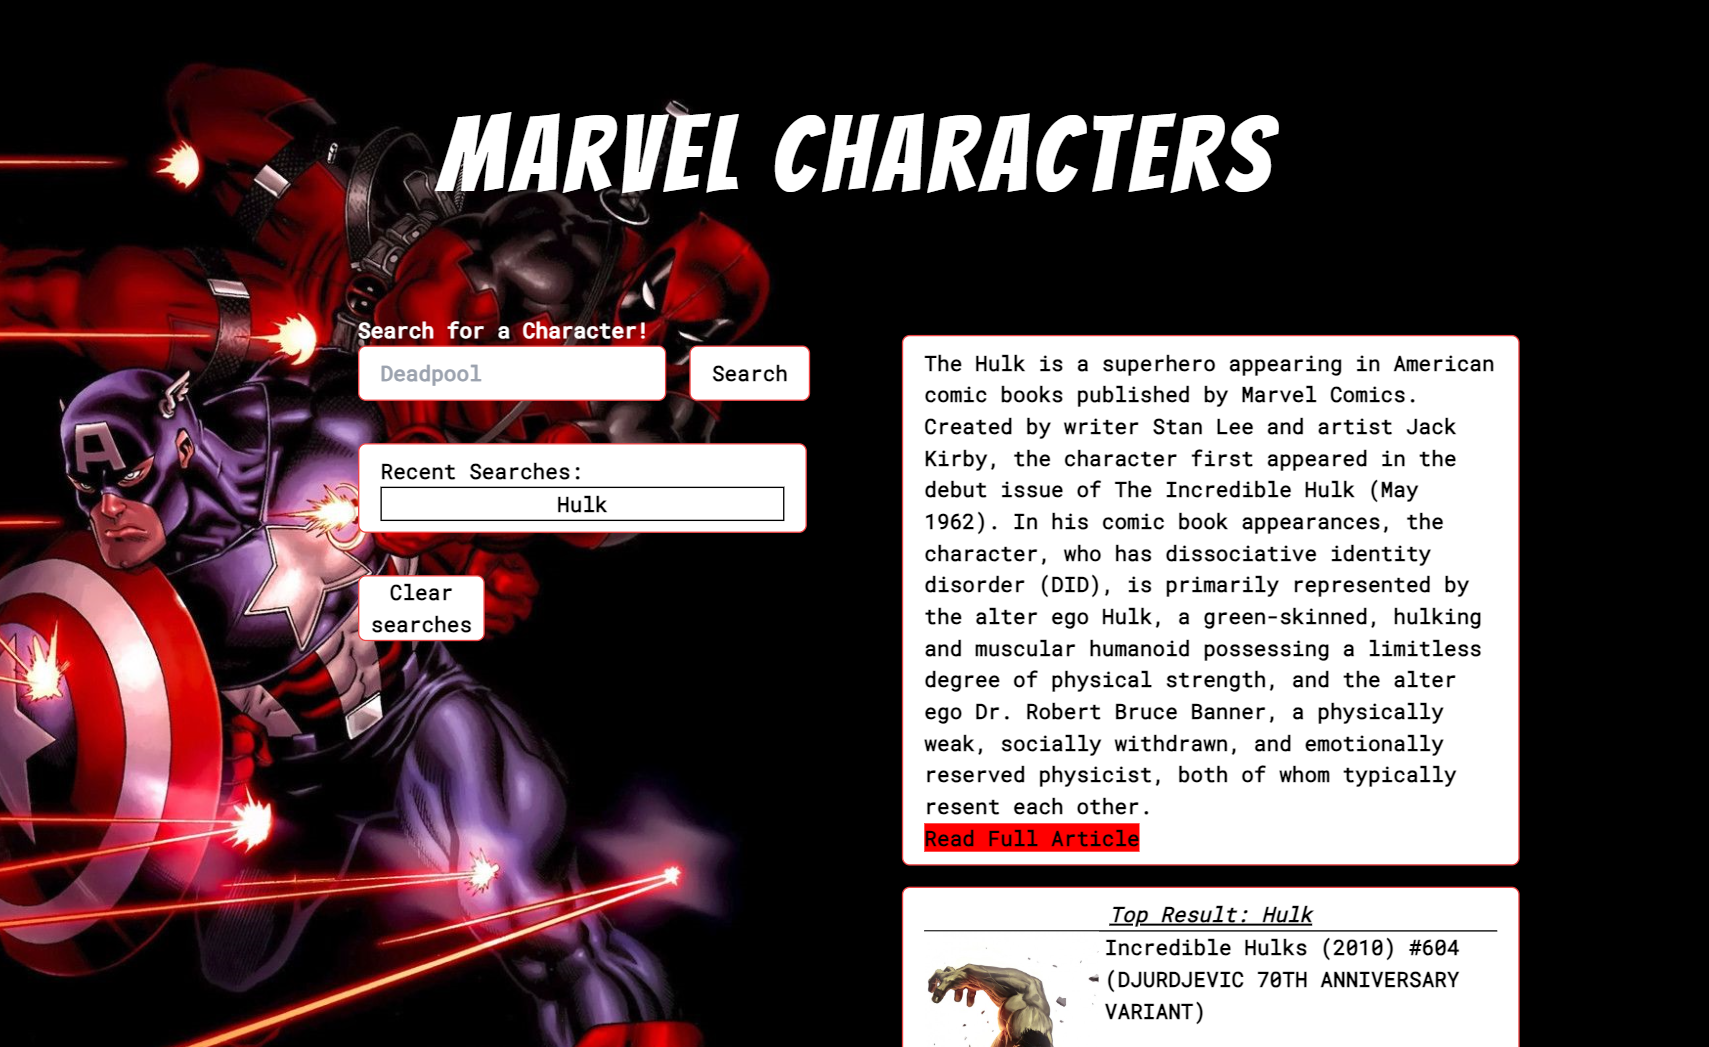 MARVEL CHARACTERS
Search for a Character!
Deadpool
Search
Recent Searches:
Hulk
Clear
searches
The Hulk is a superhero appearing in American
comic books published by Marvel Comics.
Created by writer Stan Lee and artist Jack
Kirby, the character first appeared in the
debut issue of The Incredible Hulk (May
1962). In his comic book appearances, the
character, who has dissociative identity
disorder (DID), is primarily represented by
the alter ego Hulk, a green-skinned, hulking
and muscular humanoid possessing a limitless
degree of physical strength, and the alter
ego Dr. Robert Bruce Banner, a physically
weak, socially withdrawn, and emotionally
reserved physicist, both of whom typically
resent each other.
Read Full Article
Top Result: Hulk
Incredible Hulks (2010) #604
(DJURDJEVIC 70TH ANNIVERSARY
VARIANT)
A